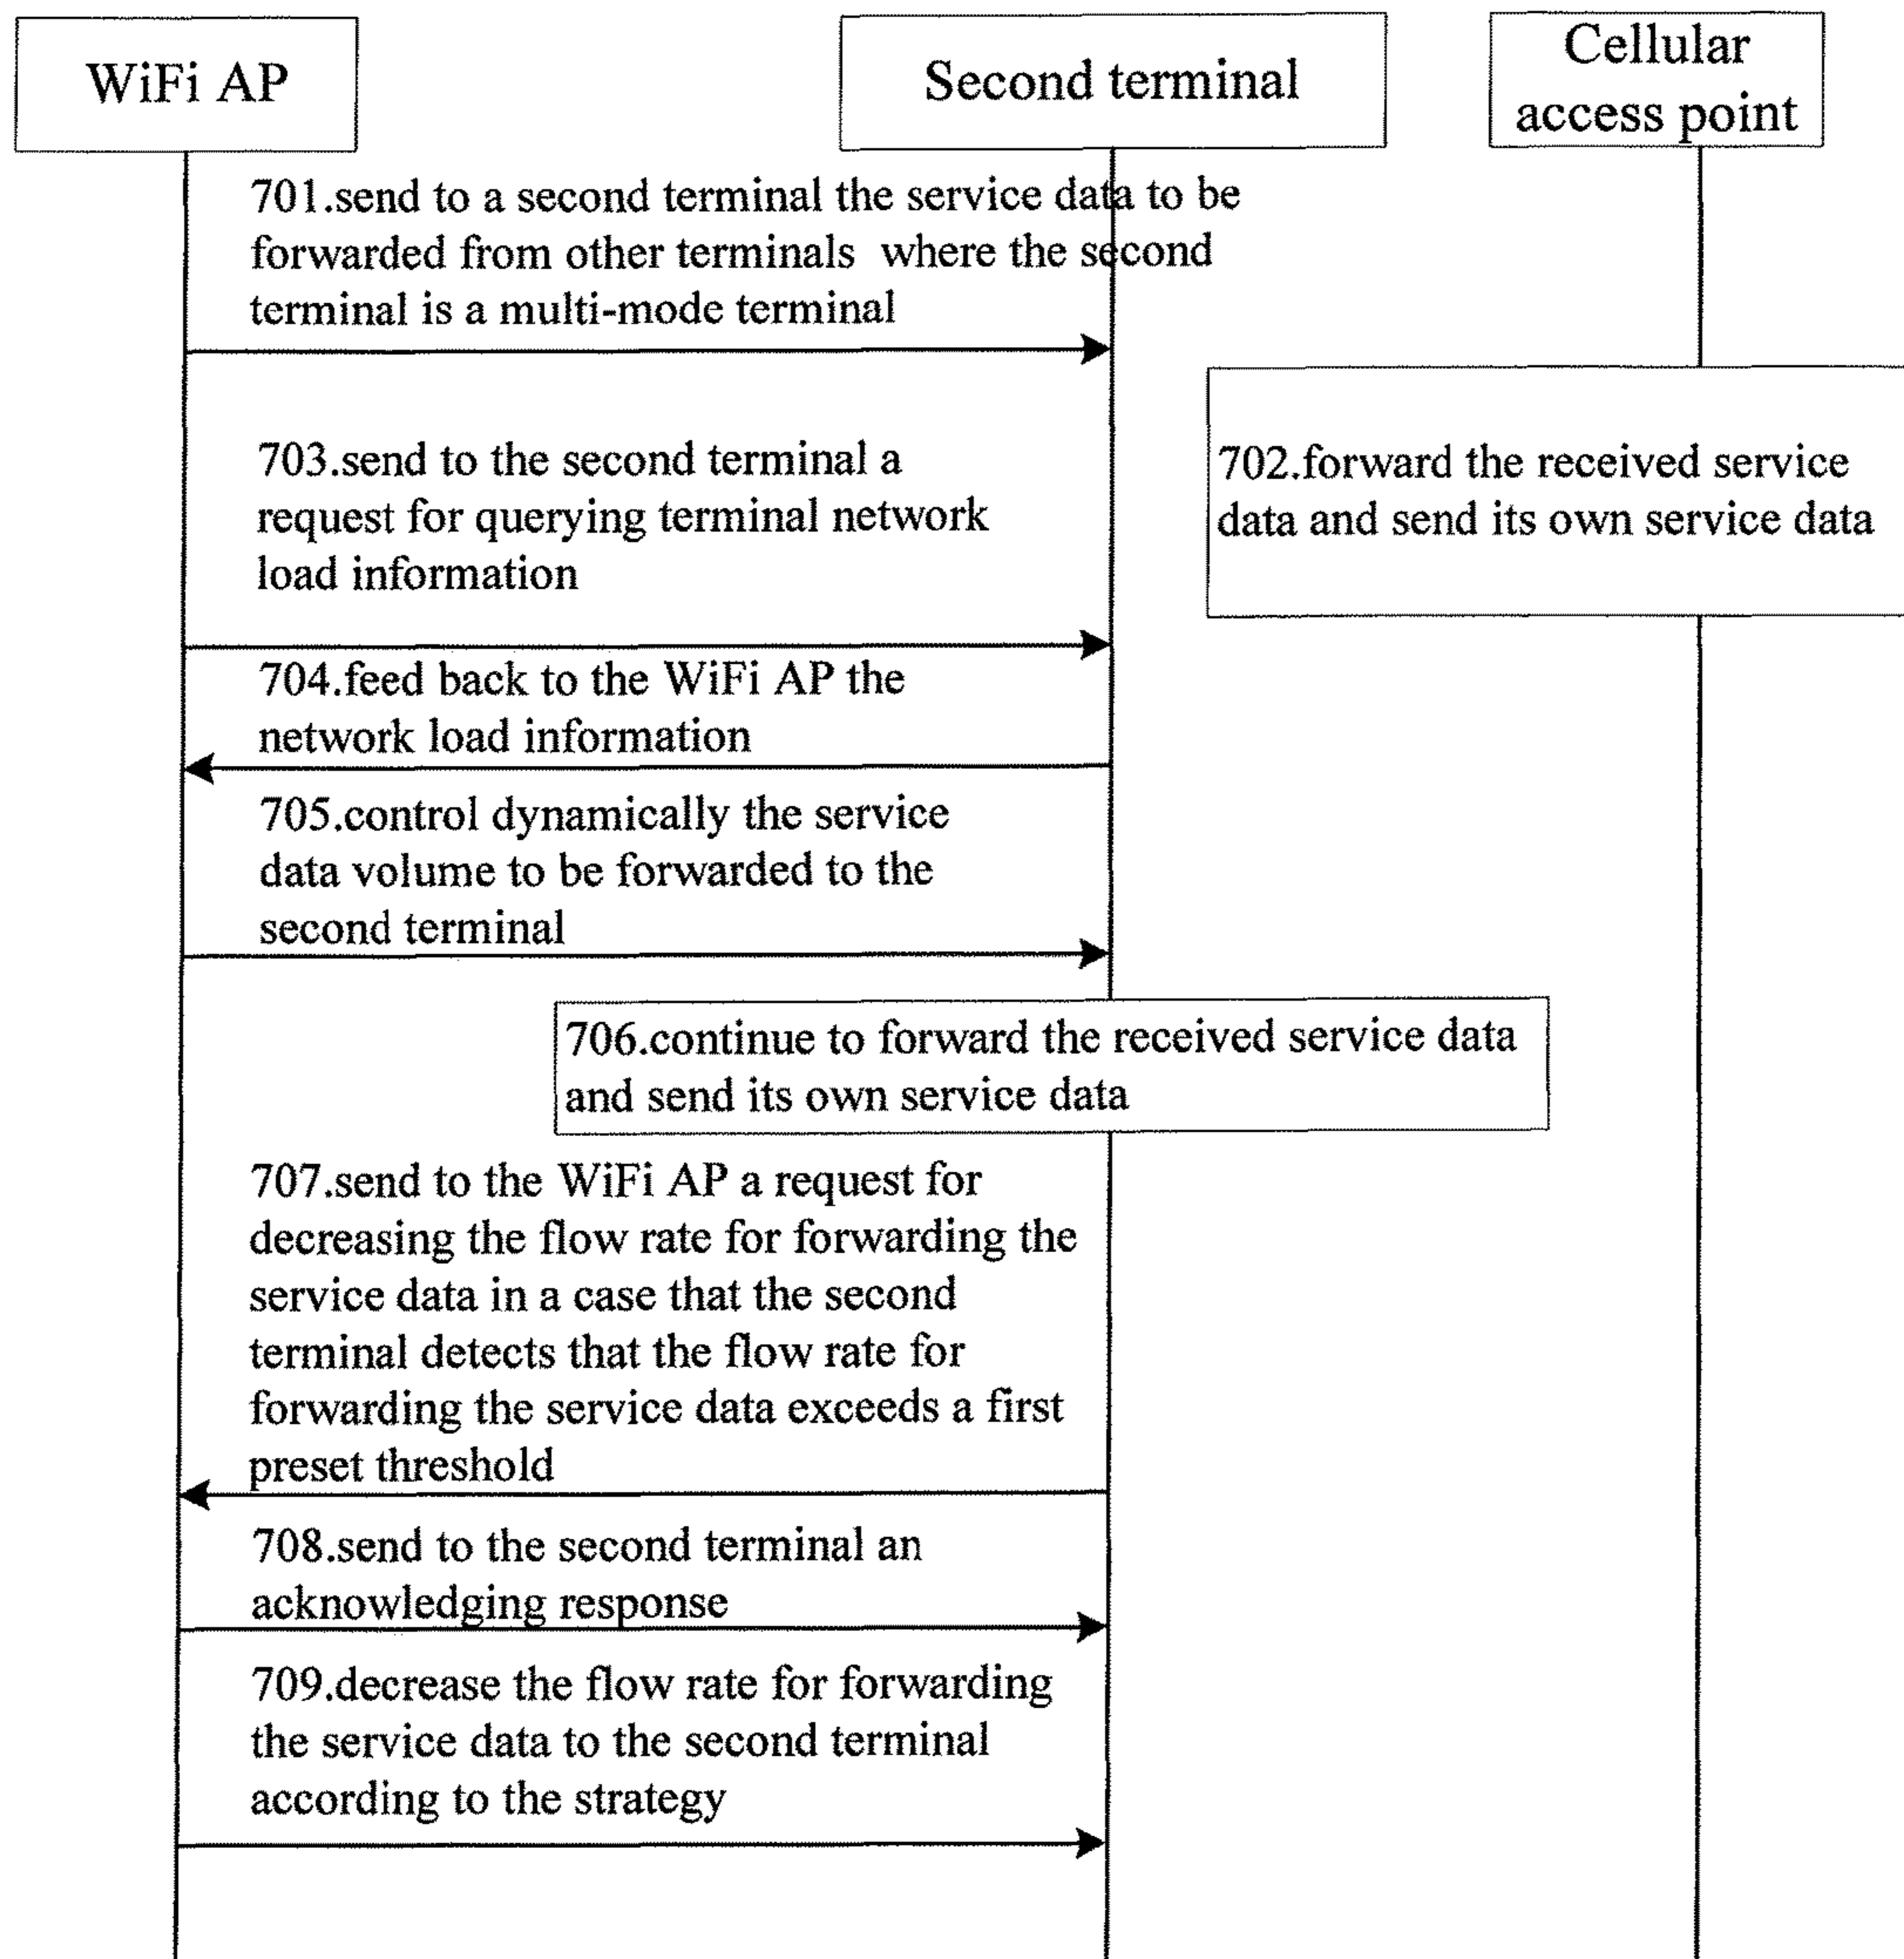 WiFi AP
Second terminal
Cellular
access point
701.send to a second terminal the service data to be
forwarded from other terminals where the second
terminal is a multi-mode terminal
702.forward the received service
data and send its own service data
703.send to the second terminal a
request for querying terminal network
load information
704.feed back to the WiFi AP the
network load information
705.control dynamically the service
data volume to be forwarded to the
second terminal
706.continue to forward the received service data
and send its own service data
707.send to the WiFi AP a request for
decreasing the flow rate for forwarding the
service data in a case that the second
terminal detects that the flow rate for
forwarding the service data exceeds a first
preset threshold
708.send to the second terminal an
acknowledging response
709.decrease the flow rate for forwarding
the service data to the second terminal
according to the strategy